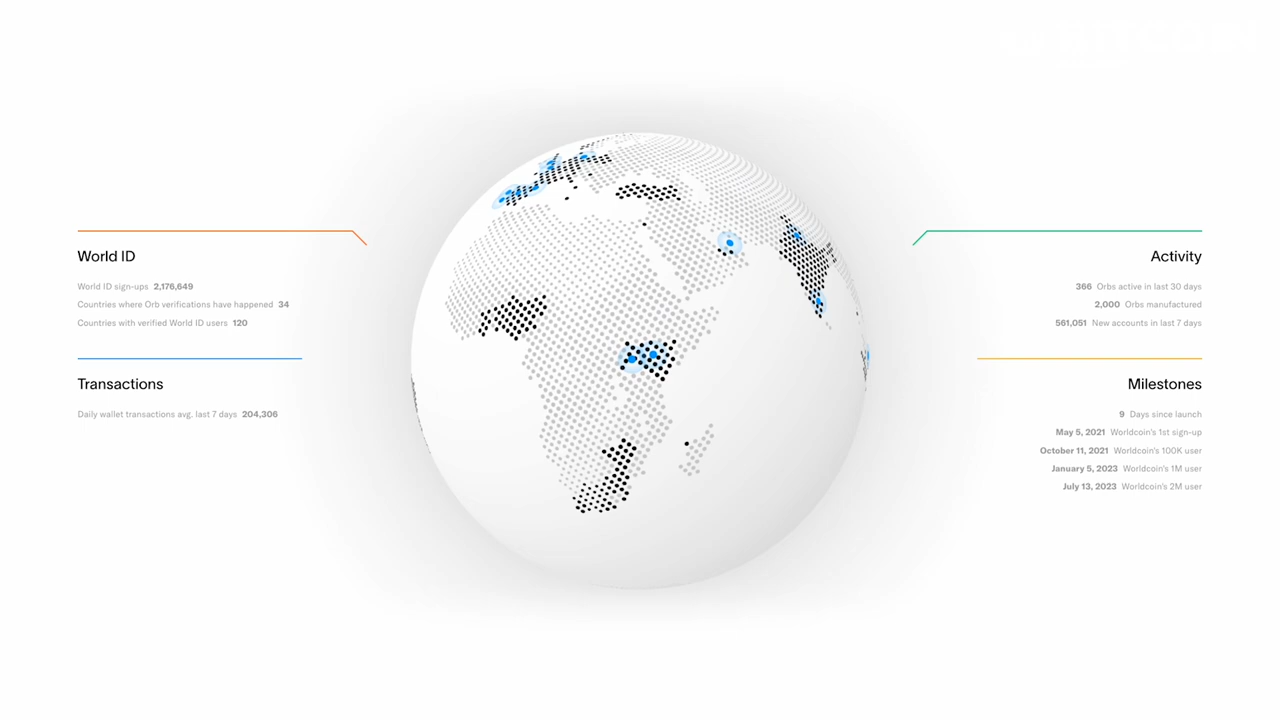 World ID
World ID sign-ups 2,176,649
Countries where Orb verifications have happened 34
Countries with verified World ID users 120
Transactions
Daily wallet transactions avg. last 7 days 204,306
Activity
366 Orbs active in last 30 days
2,000 Orbs manufactured
561,051 New accounts in last 7 days
Milestones
9 Days since launch
May 5, 2021 Worldcoin's 1st sign-up
October 11, 2021 Worldcoin's 100K user
January 5, 2023 Worldcoin's 1M user
July 13, 2023 Worldcoin's 2M user